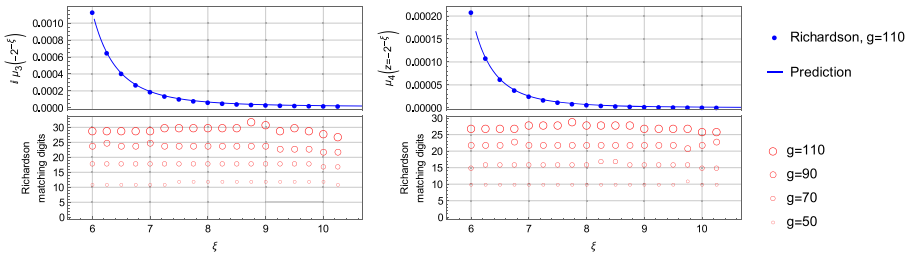 i μ₃(-2^-ξ)
0.0010
0.0008
0.0006
0.0004
0.0002
0.0000
Richardson
matching digits
30
25
20
15
10
5
0
6 7 8 9 10
ξ
μ₄(z=-2^-ξ)
0.00020
0.00015
0.00010
0.00005
0.00000
Richardson
matching digits
30
25
20
15
10
5
0
6 7 8 9 10
ξ
Richardson, g=110
Prediction
g=110
g=90
g=70
g=50